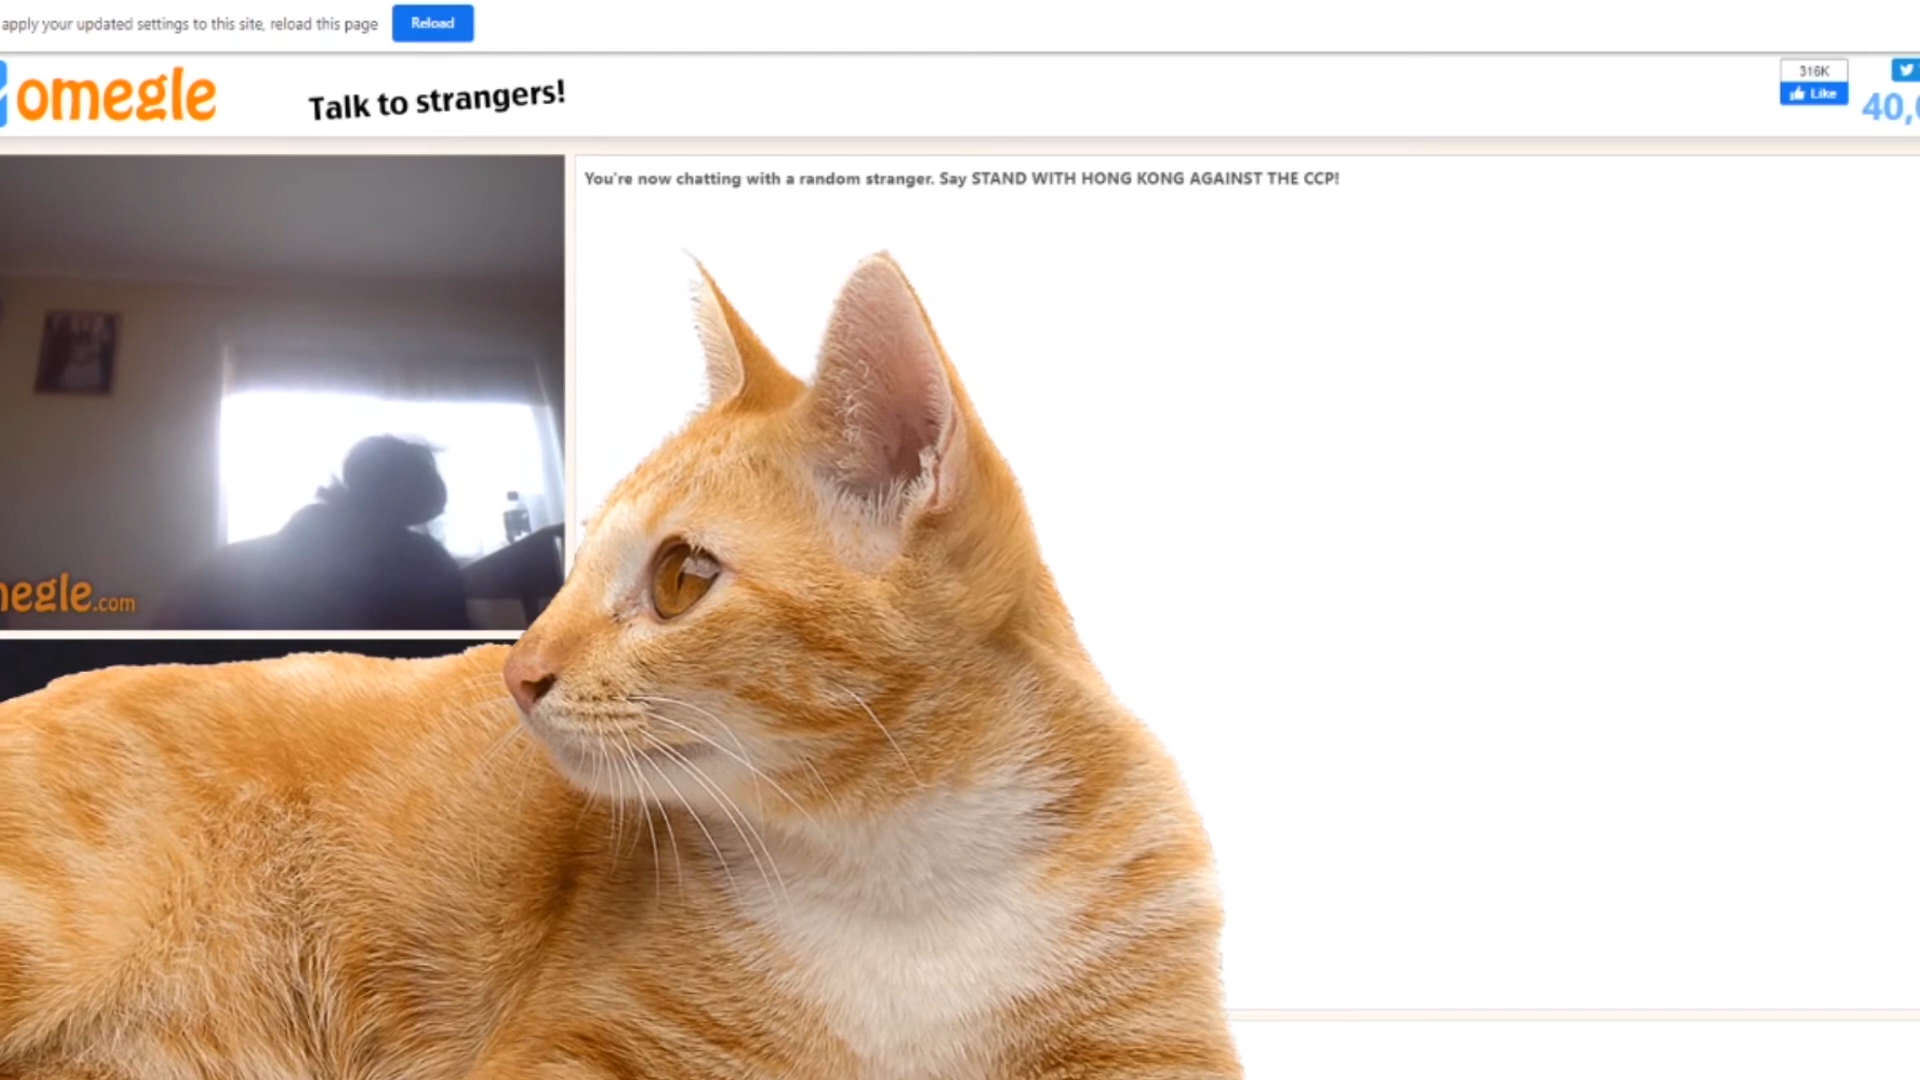 apply your updated settings to this site, reload this page
Reload
omegle
Talk to strangers!
316K
Like
40,
You're now chatting with a random stranger. Say STAND WITH HONG KONG AGAINST THE CCP!
egle.com